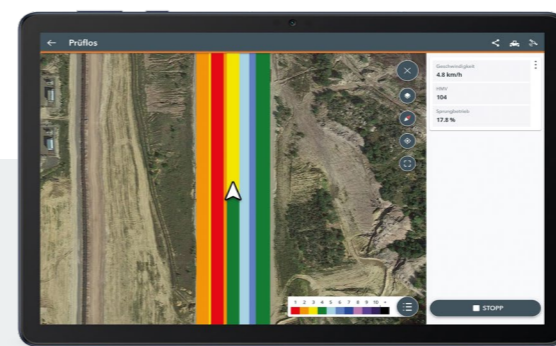 Prüflos
Geschwindigkeit
4.8 km/h
HMV
104
Sprungbetrieb
17.8 %
1 2 3 4 5 6 7 8 9 10 +
STOPP